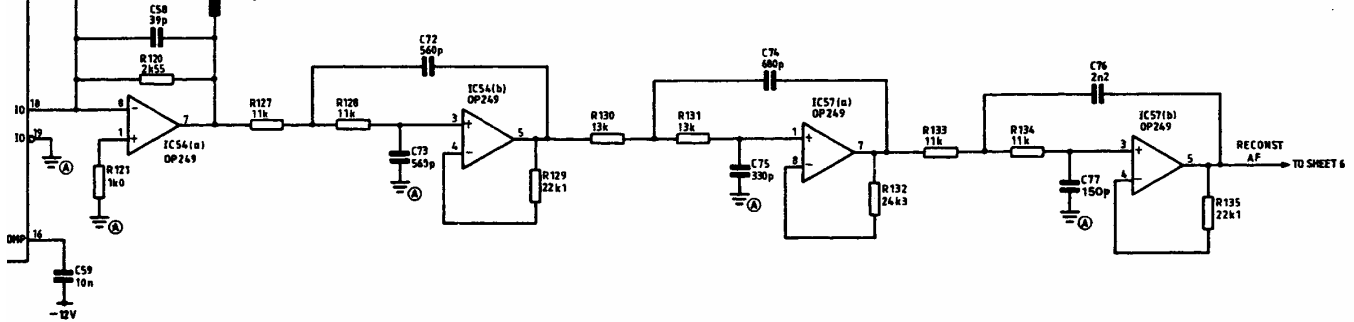 C58
39p
R120
2k55
IO 18
8
1
7
IC54(a)
OP249
IO 19
A
R121
1k0
A
OMP 16
C59
10n
-12V
R127
11k
C72
560p
R128
11k
C73
560p
A
IC54(b)
OP249
3
4
5
R129
22k1
R130
13k
C74
680p
R131
13k
C75
330p
A
IC57(a)
OP249
1
8
7
R132
24k3
R133
11k
C76
2n2
R134
11k
C77
150p
A
IC57(b)
OP249
3
4
5
R135
22k1
RECONST
AF
TO SHEET 6